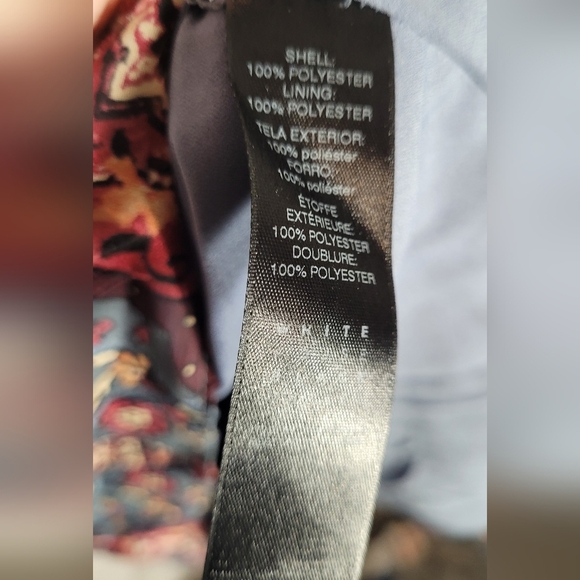 SHELL:
100% POLYESTER
LINING:
100% POLYESTER
TELA EXTERIOR:
100% poliéster
FORRO:
100% poliéster
ÉTOFFE
EXTÉRIEURE:
100% POLYESTER
DOUBLURE:
100% POLYESTER